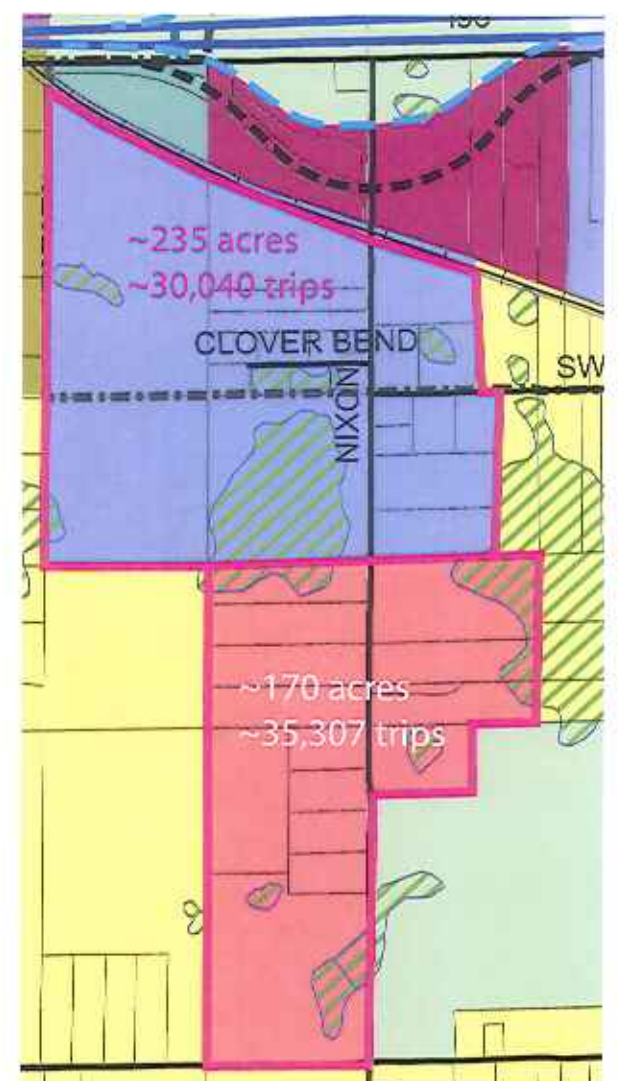 ~235 acres
~30,040 trips
CLOVER BEND
NIXON
SW
~170 acres
~35,307 trips